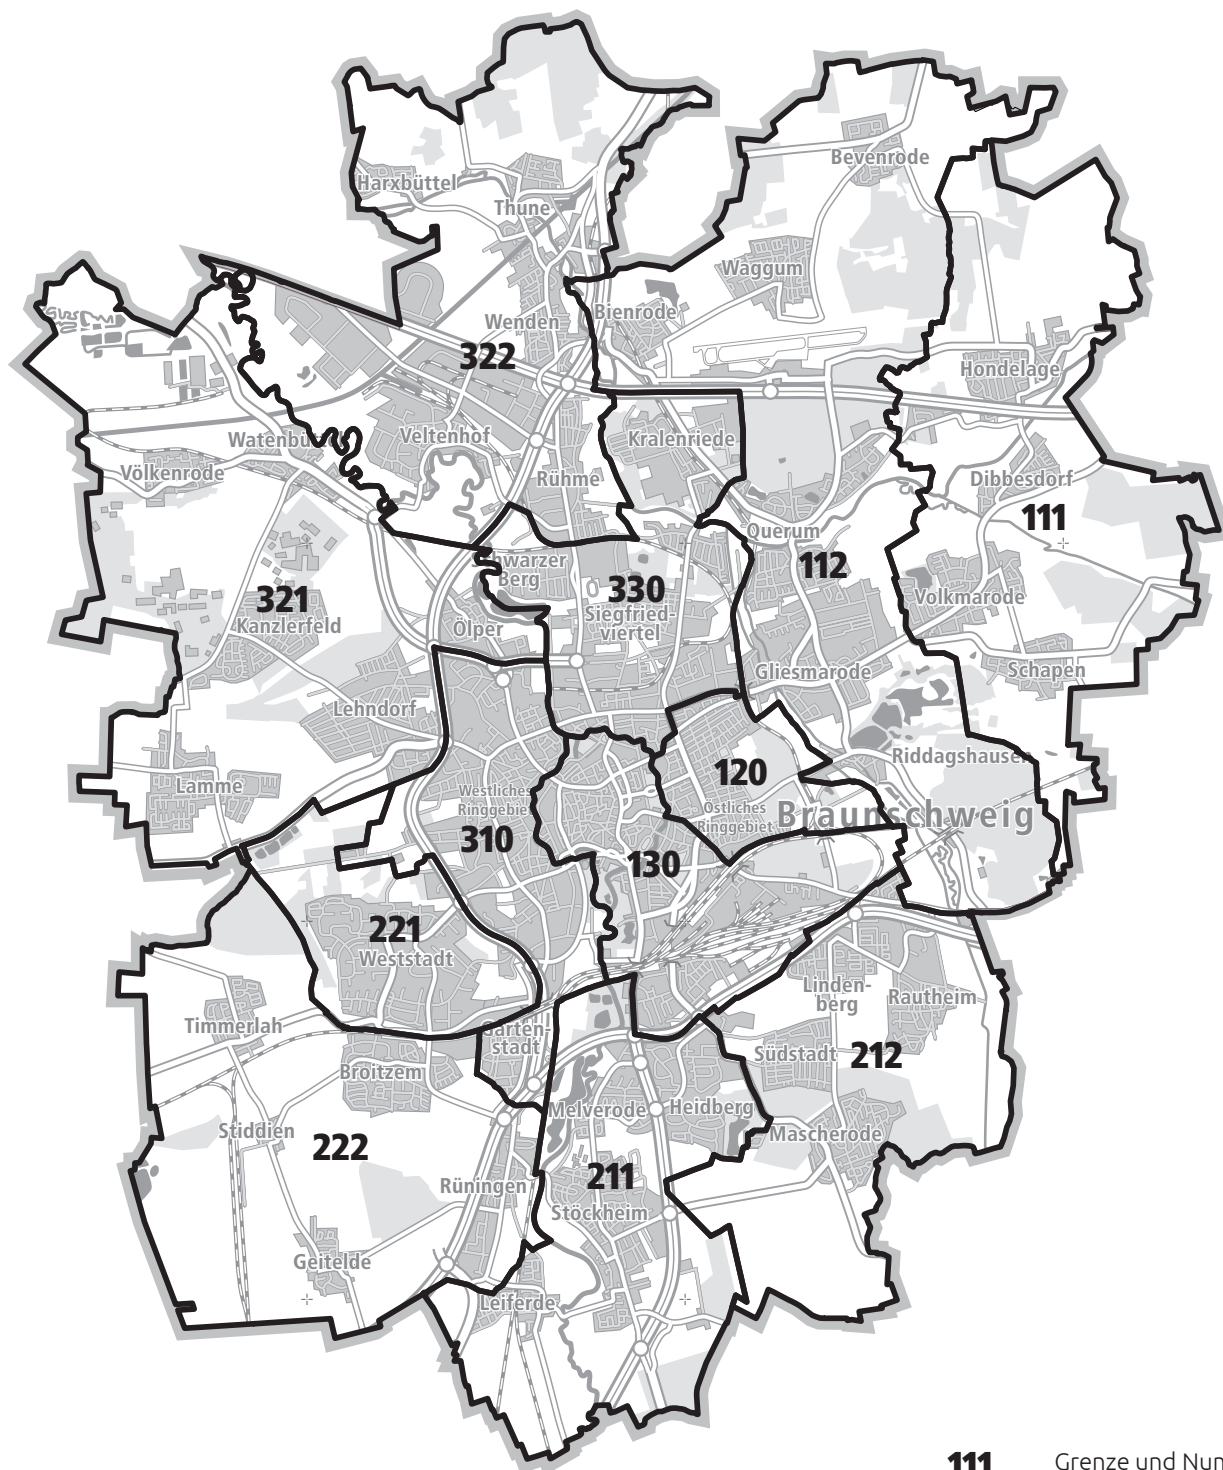 Bevenrode
Harxbüttel
Thune
Waggum
Bienrode
Wenden
322
Hondelage
Watenbüttel
Veltenhof
Kralenriede
Völkenrode
Rühme
Dibbesdorf
111
Querum
Schwarzer
Berg
112
321
330
Volkmarode
Kanzlerfeld
Siegfried-
viertel
Ölper
Gliesmarode
Schapen
Lehndorf
Riddagshausen
120
Lamme
Westliches
Ringgebiet
Östliches
Ringgebiet
Braunschweig
310
130
221
Weststadt
Linden-
berg
Rautheim
Timmerlah
Garten-
stadt
Südstadt
212
Broitzem
Melverode
Heidberg
Stiddien
Mascherode
222
211
Rüningen
Stöckheim
Geitelde
Leiferde
111 Grenze und Num